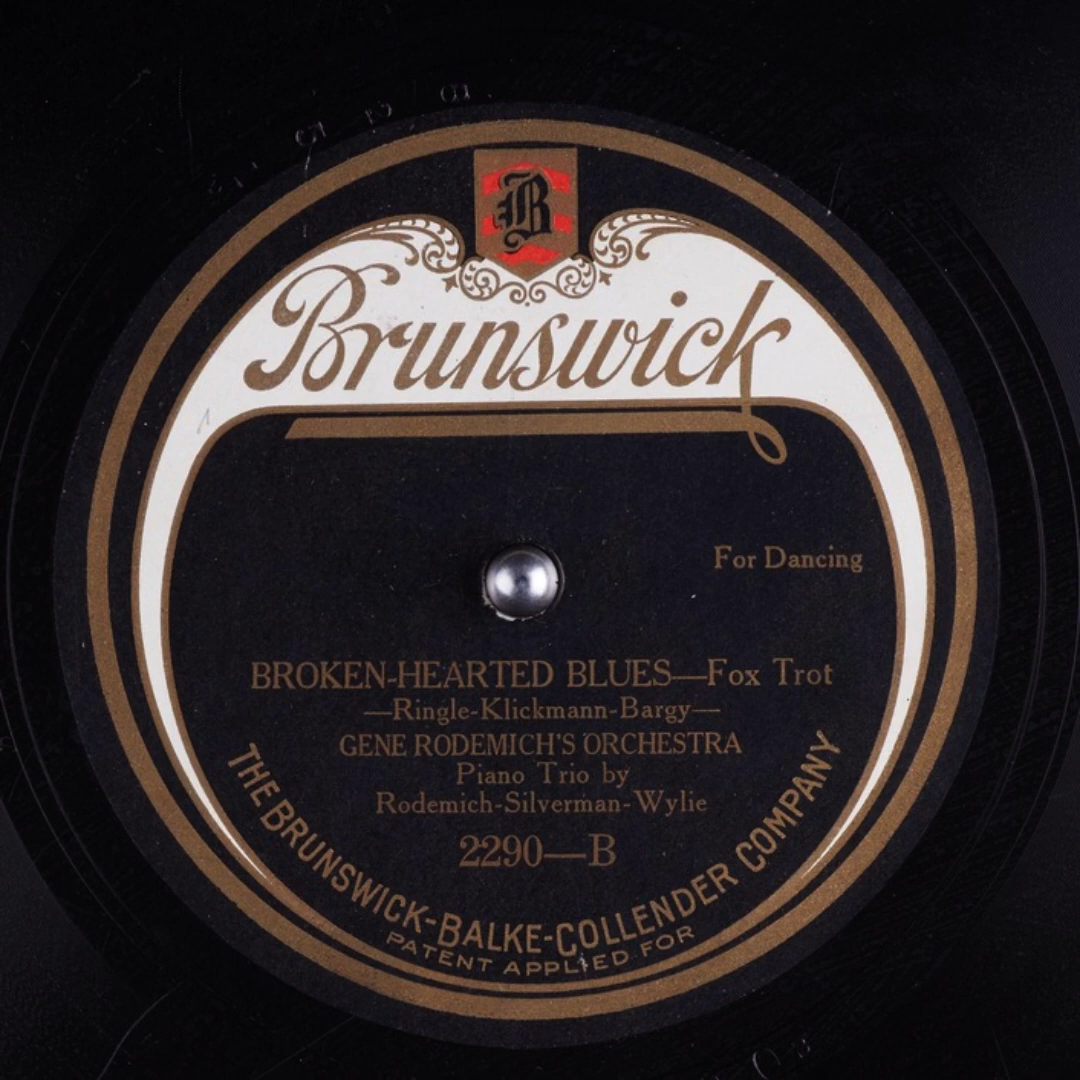 B
Brunswick
For Dancing
BROKEN-HEARTED BLUES—Fox Trot
—Ringle-Klickmann-Bargy—
GENE RODEMICH'S ORCHESTRA
Piano Trio by
Rodemich-Silverman-Wylie
2290—B
THE BRUNSWICK-BALKE-COLLENDER COMPANY
PATENT APPLIED FOR